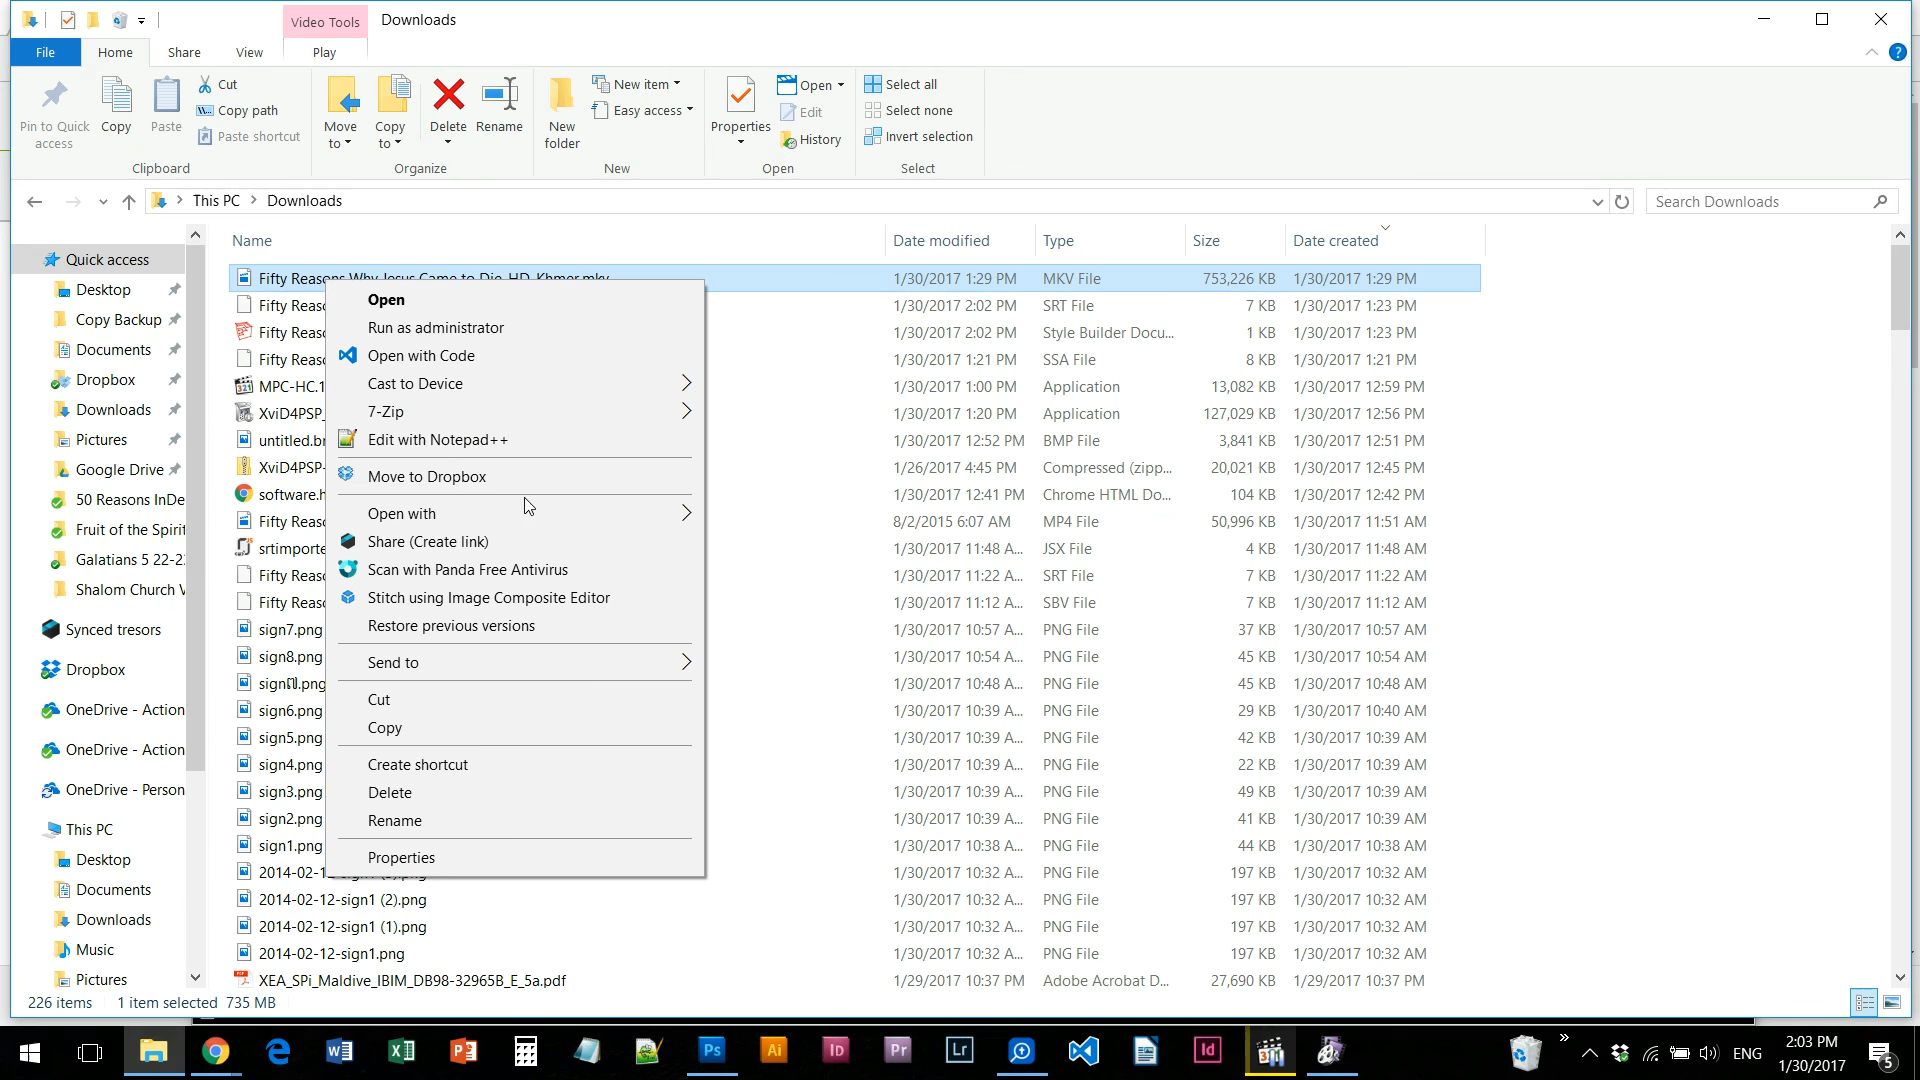 Video Tools
Downloads
File
Home
Share
View
Play
Pin to Quick
access
Copy
Paste
Cut
Copy path
Paste shortcut
Clipboard
Move
to
Copy
to
Delete
Rename
Organize
New
folder
New item
Easy access
New
Properties
Open
Edit
History
Open
Select all
Select none
Invert selection
Select
This PC
Downloads
Search Downloads
Quick access
Desktop
Copy Backup
Documents
Dropbox
Downloads
Pictures
Google Drive
50 Reasons InDe
Fruit of the Spirit
Galatians 5 22-2
Shalom Church V
Synced tresors
Dropbox
OneDrive - Action
OneDrive - Action
OneDrive - Person
This PC
Desktop
Documents
Downloads
Music
Pictures
Name
Date modified
Type
Size
Date created
Fifty Reasons Why Jesus Came to Die_HD_Khmer.mkv 1/30/2017 1:29 PM MKV File 753,226 KB 1/30/2017 1:29 PM
Fifty Reaso 1/30/2017 2:02 PM SRT File 7 KB 1/30/2017 1:23 PM
Fifty Reaso 1/30/2017 2:02 PM Style Builder Docu... 1 KB 1/30/2017 1:23 PM
Fifty Reaso 1/30/2017 1:21 PM SSA File 8 KB 1/30/2017 1:21 PM
MPC-HC.1 1/30/2017 1:00 PM Application 13,082 KB 1/30/2017 12:59 PM
XviD4PSP_ 1/30/2017 1:20 PM Application 127,029 KB 1/30/2017 12:56 PM
untitled.b 1/30/2017 12:52 PM BMP File 3,841 KB 1/30/2017 12:51 PM
XviD4PSP- 1/26/2017 4:45 PM Compressed (zipp... 20,021 KB 1/30/2017 12:45 PM
software.h 1/30/2017 12:41 PM Chrome HTML Do... 104 KB 1/30/2017 12:42 PM
Fifty Reaso 8/2/2015 6:07 AM MP4 File 50,996 KB 1/30/2017 11:51 AM
srtimporte 1/30/2017 11:48 A... JSX File 4 KB 1/30/2017 11:48 AM
Fifty Reaso 1/30/2017 11:22 A... SRT File 7 KB 1/30/2017 11:22 AM
Fifty Reaso 1/30/2017 11:12 A... SBV File 7 KB 1/30/2017 11:12 AM
sign7.png 1/30/2017 10:57 A... PNG File 37 KB 1/30/2017 10:57 AM
sign8.png 1/30/2017 10:54 A... PNG File 45 KB 1/30/2017 10:54 AM
.png 1/30/2017 10:48 A... PNG File 45 KB 1/30/2017 10:48 AM
sign6.png 1/30/2017 10:39 A... PNG File 29 KB 1/30/2017 10:40 AM
sign5.png 1/30/2017 10:39 A... PNG File 42 KB 1/30/2017 10:39 AM
sign4.png 1/30/2017 10:39 A... PNG File 22 KB 1/30/2017 10:39 AM
sign3.png 1/30/2017 10:39 A... PNG File 49 KB 1/30/2017 10:39 AM
sign2.png 1/30/2017 10:39 A... PNG File 41 KB 1/30/2017 10:39 AM
sign1.png 1/30/2017 10:38 A... PNG File 44 KB 1/30/2017 10:38 AM
2014-02-1 1/30/2017 10:32 A... PNG File 197 KB 1/30/2017 10:32 AM
2014-02-12-sign1 (2).png 1/30/2017 10:32 A... PNG File 197 KB 1/30/2017 10:32 AM
2014-02-12-sign1 (1).png 1/30/2017 10:32 A... PNG File 197 KB 1/30/2017 10:32 AM
2014-02-12-sign1.png 1/30/2017 10:32 A... PNG File 197 KB 1/30/2017 10:32 AM
XEA_SPi_Maldive_IBIM_DB98-32965B_E_5a.pdf 1/29/2017 10:37 PM Adobe Acrobat D... 27,690 KB 1/29/2017 10:37 PM
Open
Run as administrator
Open with Code
Cast to Device
7-Zip
Edit with Notepad++
Move to Dropbox
Open with
Share (Create link)
Scan with Panda Free Antivirus
Stitch using Image Composite Editor
Restore previous versions
Send to
Cut
Copy
Create shortcut
Delete
Rename
Properties
226 items 1 item selected 735 MB
Ps
Ai
Id
Pr
Lr
Id
ENG
2:03 PM
1/30/2017
5